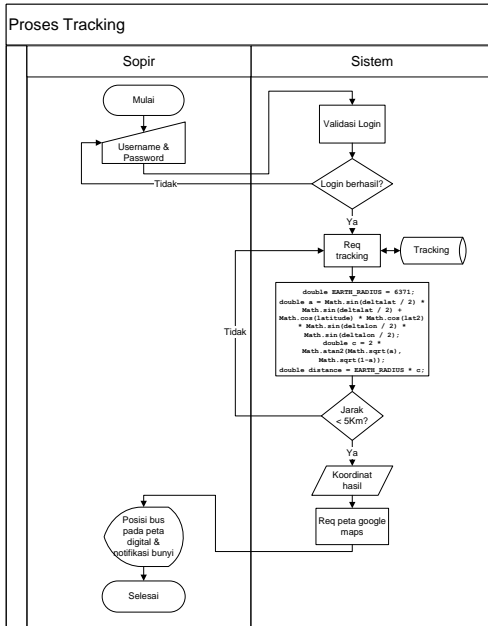 Proses Tracking
Sopir
Sistem
Mulai
Username &
Password
Validasi Login
Login berhasil?
Tidak
Ya
Req
tracking
Tracking
double EARTH_RADIUS = 6371;
double a = Math.sin(deltalat / 2) *
Math.sin(deltalat / 2) +
Math.cos(latitude) * Math.cos(lat2)
* Math.sin(deltalon / 2) *
Math.sin(deltalon / 2);
double c = 2 *
Math.atan2(Math.sqrt(a),
Math.sqrt(1-a));
double distance = EARTH_RADIUS * c;
Tidak
Jarak
< 5Km?
Ya
Koordinat
hasil
Req peta google
maps
Posisi bus
pada peta
digital &
notifikasi bunyi
Selesai